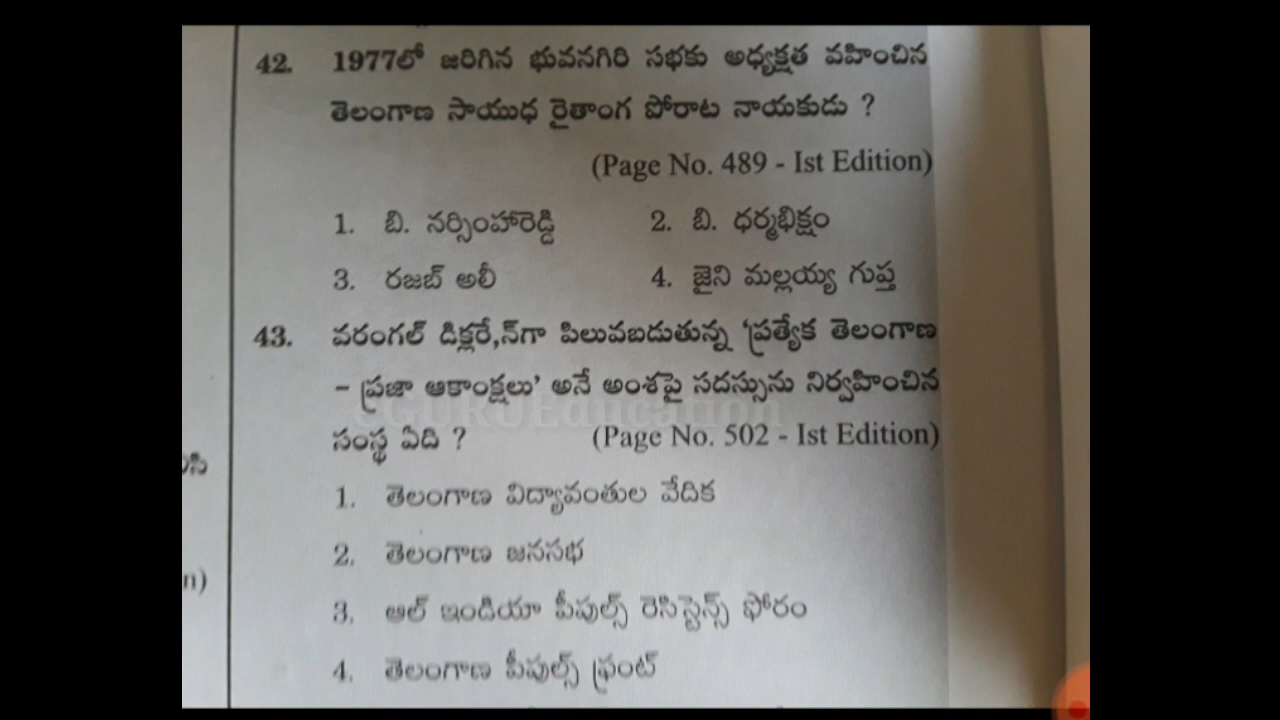 42. 1977లో జరిగిన భువనగిరి సభకు అధ్యక్షత వహించిన
తెలంగాణ సాయుధ రైతాంగ పోరాట నాయకుడు ?
(Page No. 489 - Ist Edition)
1. బి. నర్సింహారెడ్డి 2. బి. ధర్మభిక్షం
3. రజబ్ అలీ 4. జైని మల్లయ్య గుప్త
43. వరంగల్ డిక్లరే,న్‌గా పిలువబడుతున్న 'ప్రత్యేక తెలంగాణ
- ప్రజా ఆకాంక్షలు' అనే అంశపై సదస్సును నిర్వహించిన
సంస్థ ఏది ? (Page No. 502 - Ist Edition)
1. తెలంగాణ విద్యావంతుల వేదిక
2. తెలంగాణ జనసభ
3. ఆల్ ఇండియా పీపుల్స్ రెసిస్టెన్స్ ఫోరం
4. తెలంగాణ పీపుల్స్ ఫ్రంట్